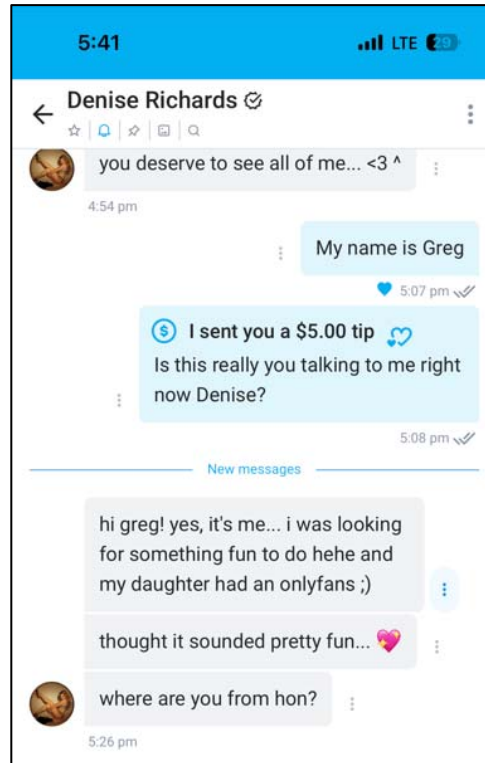 5:41
LTE 29
Denise Richards
you deserve to see all of me... <3 ^
4:54 pm
My name is Greg
5:07 pm
$ I sent you a $5.00 tip
Is this really you talking to me right
now Denise?
5:08 pm
New messages
hi greg! yes, it's me... i was looking
for something fun to do hehe and
my daughter had an onlyfans ;)
thought it sounded pretty fun... 💖
where are you from hon?
5:26 pm